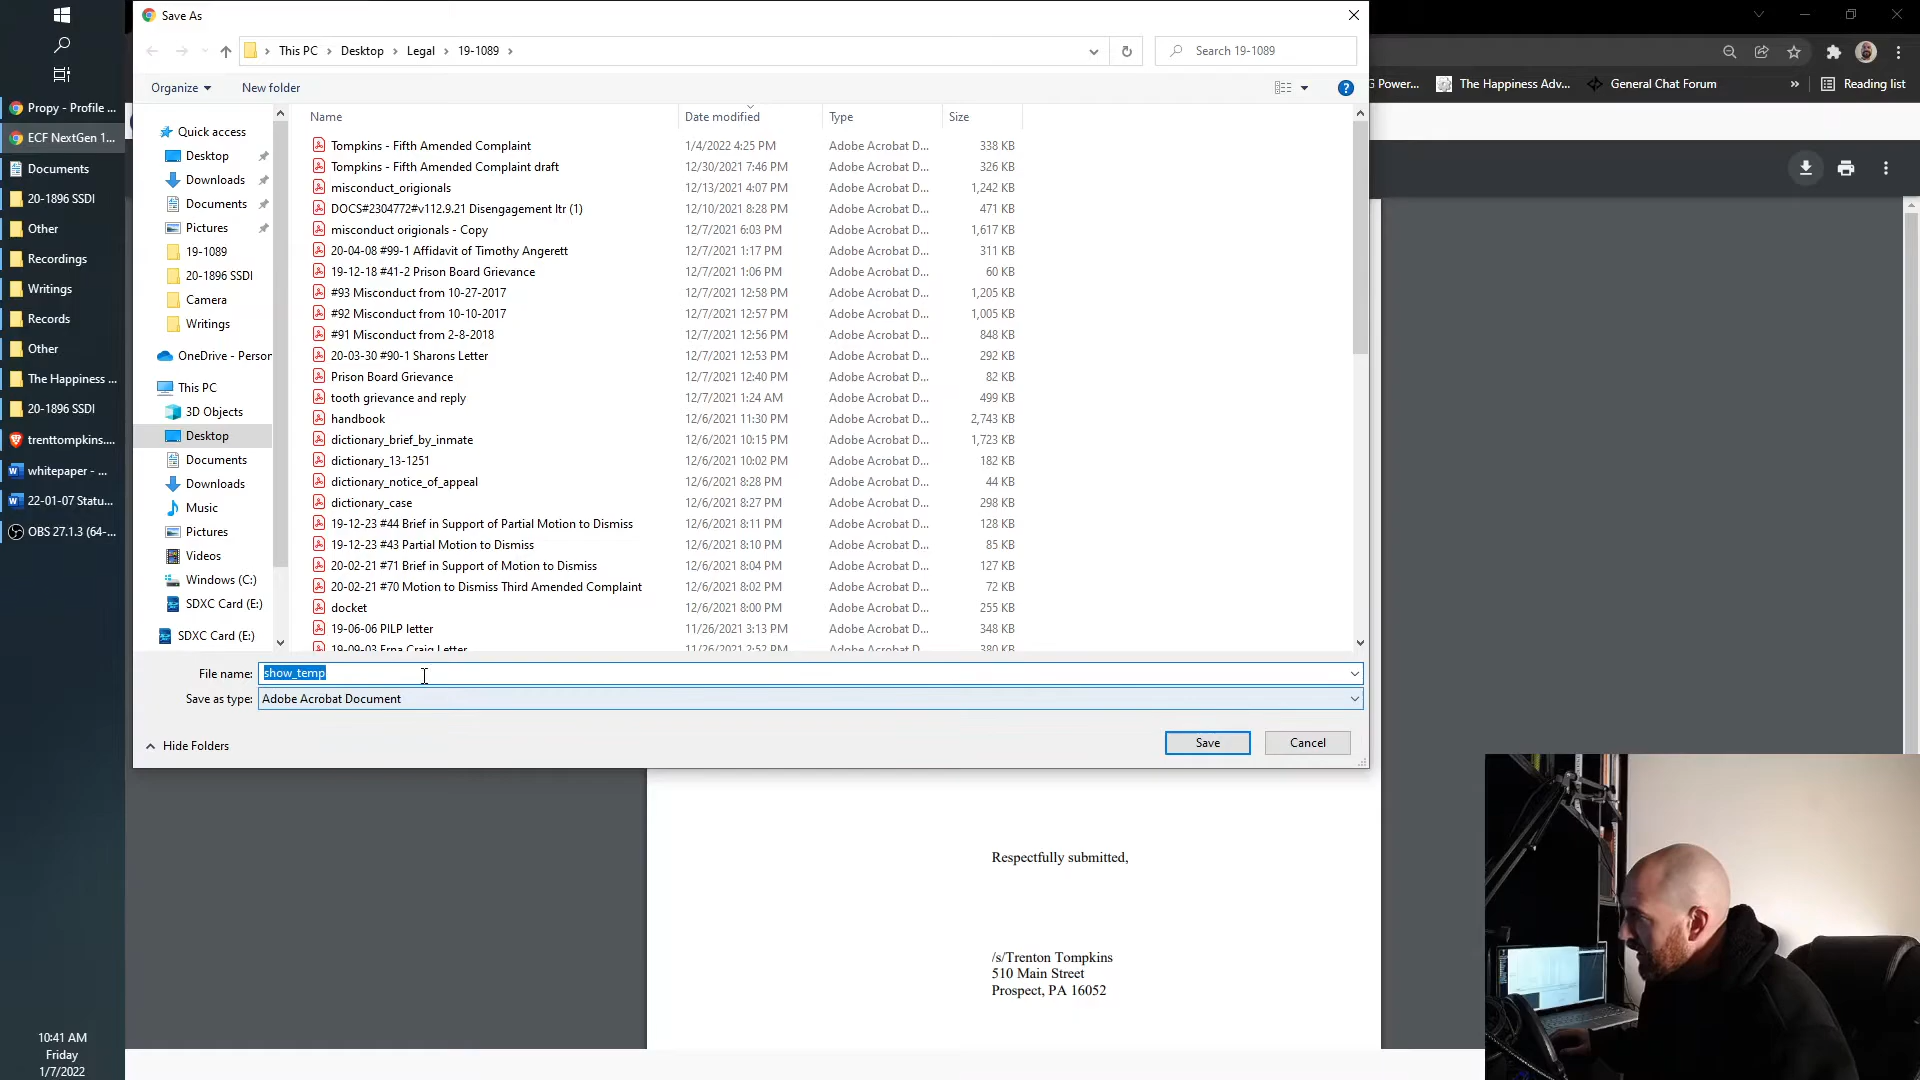 Save As
This PC > Desktop > Legal > 19-1089 >
Search 19-1089
Organize
New folder
Name
Date modified
Type
Size
Tompkins - Fifth Amended Complaint 1/4/2022 4:25 PM Adobe Acrobat D... 338 KB
Tompkins - Fifth Amended Complaint draft 12/30/2021 7:46 PM Adobe Acrobat D... 326 KB
misconduct_origionals 12/13/2021 4:07 PM Adobe Acrobat D... 1,242 KB
DOCS#2304772#v112.9.21 Disengagement ltr (1) 12/10/2021 8:28 PM Adobe Acrobat D... 471 KB
misconduct origionals - Copy 12/7/2021 6:03 PM Adobe Acrobat D... 1,617 KB
20-04-08 #99-1 Affidavit of Timothy Angerett 12/7/2021 1:17 PM Adobe Acrobat D... 311 KB
19-12-18 #41-2 Prison Board Grievance 12/7/2021 1:06 PM Adobe Acrobat D... 60 KB
#93 Misconduct from 10-27-2017 12/7/2021 12:58 PM Adobe Acrobat D... 1,205 KB
#92 Misconduct from 10-10-2017 12/7/2021 12:57 PM Adobe Acrobat D... 1,005 KB
#91 Misconduct from 2-8-2018 12/7/2021 12:56 PM Adobe Acrobat D... 848 KB
20-03-30 #90-1 Sharons Letter 12/7/2021 12:53 PM Adobe Acrobat D... 292 KB
Prison Board Grievance 12/7/2021 12:40 PM Adobe Acrobat D... 82 KB
tooth grievance and reply 12/7/2021 1:24 AM Adobe Acrobat D... 499 KB
handbook 12/6/2021 11:30 PM Adobe Acrobat D... 2,743 KB
dictionary_brief_by_inmate 12/6/2021 10:15 PM Adobe Acrobat D... 1,723 KB
dictionary_13-1251 12/6/2021 10:02 PM Adobe Acrobat D... 182 KB
dictionary_notice_of_appeal 12/6/2021 8:28 PM Adobe Acrobat D... 44 KB
dictionary_case 12/6/2021 8:27 PM Adobe Acrobat D... 298 KB
19-12-23 #44 Brief in Support of Partial Motion to Dismiss 12/6/2021 8:11 PM Adobe Acrobat D... 128 KB
19-12-23 #43 Partial Motion to Dismiss 12/6/2021 8:10 PM Adobe Acrobat D... 85 KB
20-02-21 #71 Brief in Support of Motion to Dismiss 12/6/2021 8:04 PM Adobe Acrobat D... 127 KB
20-02-21 #70 Motion to Dismiss Third Amended Complaint 12/6/2021 8:02 PM Adobe Acrobat D... 72 KB
docket 12/6/2021 8:00 PM Adobe Acrobat D... 255 KB
19-06-06 PILP letter 11/26/2021 3:13 PM Adobe Acrobat D... 348 KB
19-09-03 Erna Craig Letter 11/26/2021 2:52 PM Adobe Acrobat D... 380 KB
Quick access
Desktop
Downloads
Documents
Pictures
19-1089
20-1896 SSDI
Camera
Writings
OneDrive - Person
This PC
3D Objects
Desktop
Documents
Downloads
Music
Pictures
Videos
Windows (C:)
SDXC Card (E:)
SDXC Card (E:)
File name: show_temp
Save as type: Adobe Acrobat Document
Hide Folders
Save
Cancel
Propy - Profile ...
ECF NextGen 1...
Documents
20-1896 SSDI
Other
Recordings
Writings
Records
Other
The Happiness ...
20-1896 SSDI
trenttompkins....
whitepaper - ...
22-01-07 Statu...
OBS 27.1.3 (64-...
10:41 AM
Friday
1/7/2022
G Power...
The Happiness Adv...
General Chat Forum
»
Reading list
Respectfully submitted,
/s/Trenton Tompkins
510 Main Street
Prospect, PA 16052